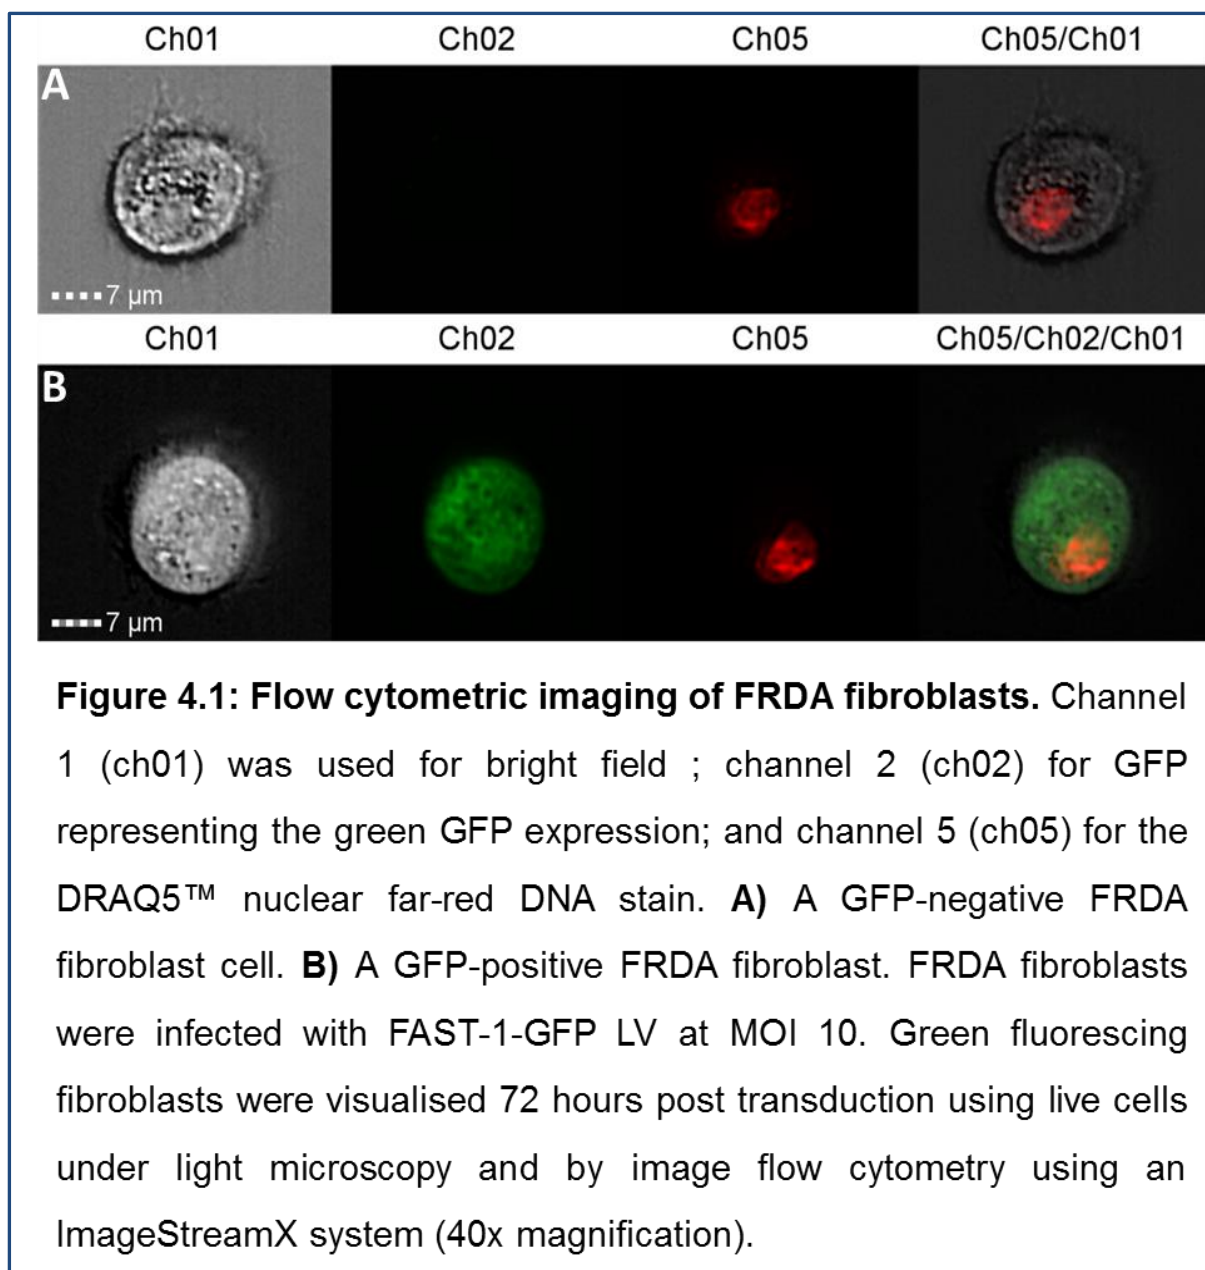 Ch01 Ch02 Ch05 Ch05/Ch01
A
7 µm
Ch01 Ch02 Ch05 Ch05/Ch02/Ch01
B
7 µm
Figure 4.1: Flow cytometric imaging of FRDA fibroblasts. Channel
1 (ch01) was used for bright field ; channel 2 (ch02) for GFP
representing the green GFP expression; and channel 5 (ch05) for the
DRAQ5™ nuclear far-red DNA stain. A) A GFP-negative FRDA
fibroblast cell. B) A GFP-positive FRDA fibroblast. FRDA fibroblasts
were infected with FAST-1-GFP LV at MOI 10. Green fluorescing
fibroblasts were visualised 72 hours post transduction using live cells
under light microscopy and by image flow cytometry using an
ImageStreamX system (40x magnification).